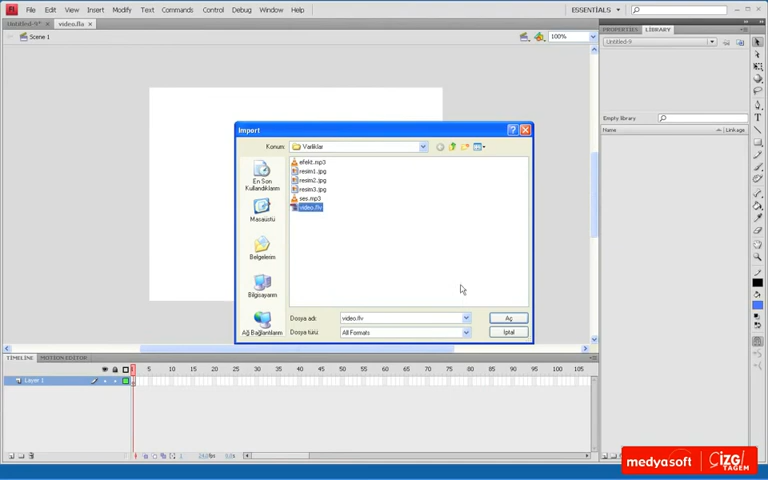 FL File Edit View Insert Modify Text Commands Control Debug Window Help ESSENTIALS
Untitled-9* video.fla
Scene 1 100%
PROPERTIES LIBRARY
Untitled-9
Empty library
Name Linkage
Import
Konum: Varlıklar
efekt.mp3
resim1.jpg
resim2.jpg
resim3.jpg
ses.mp3
video.flv
En Son Kullandıklarım
Masaüstü
Belgelerim
Bilgisayarım
Ağ Bağlantılarım
Dosya adı: video.flv Aç
Dosya türü: All Formats İptal
TIMELINE MOTION EDITOR
1 5 10 15 20 25 30 35 40 45 50 55 60 65 70 75 80 85 90 95 100 105
Layer 1
medyasoft ÇİZGİ TAGEM